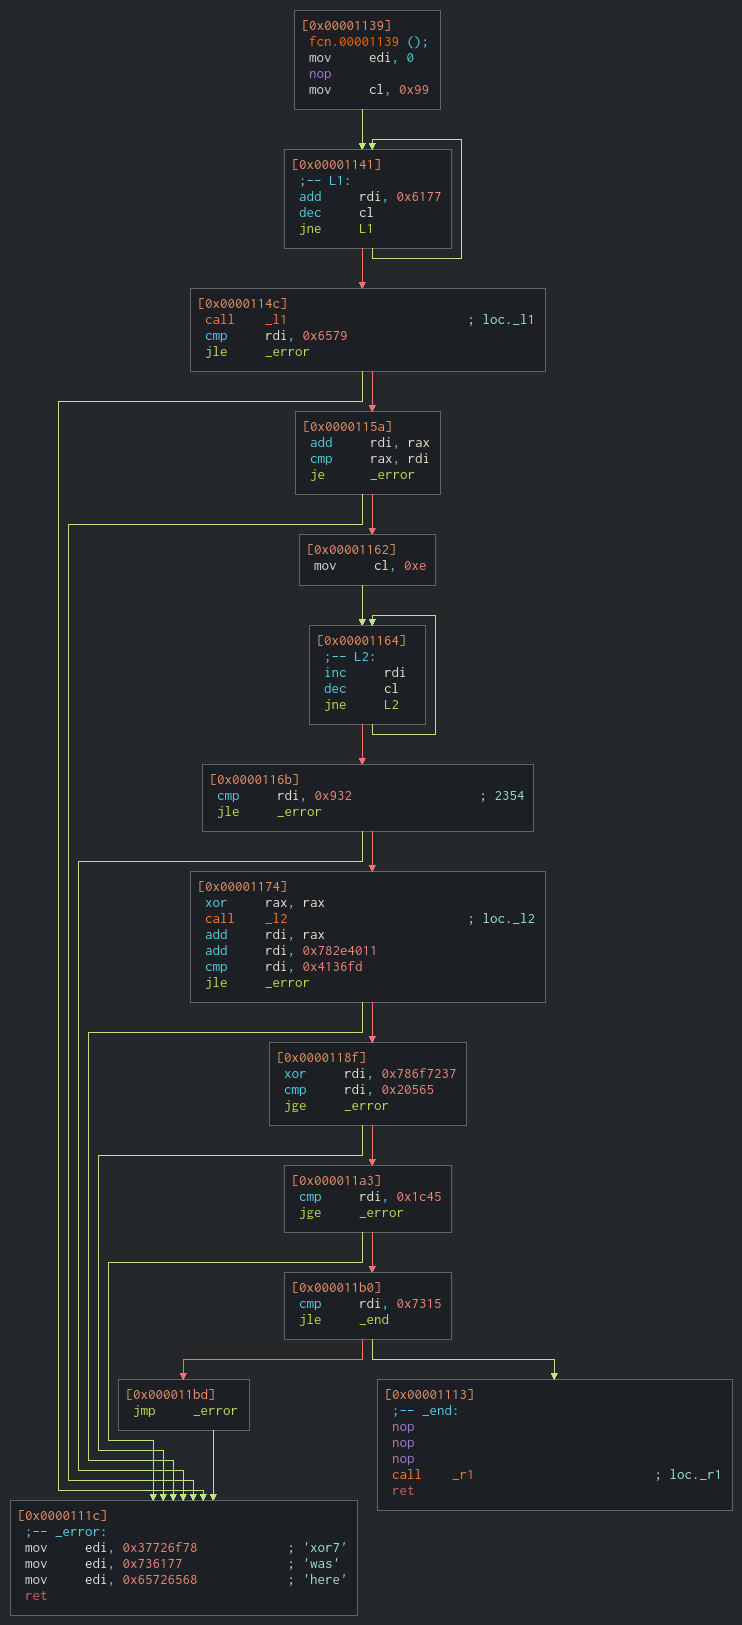 [0x00001139]
fcn.00001139 ();
mov edi, 0
nop
mov cl, 0x99
[0x00001141]
;-- L1:
add rdi, 0x6177
dec cl
jne L1
[0x0000114c]
call _l1 ; loc._l1
cmp rdi, 0x6579
jle _error
[0x0000115a]
add rdi, rax
cmp rax, rdi
je _error
[0x00001162]
mov cl, 0xe
[0x00001164]
;-- L2:
inc rdi
dec cl
jne L2
[0x0000116b]
cmp rdi, 0x932 ; 2354
jle _error
[0x00001174]
xor rax, rax
call _l2 ; loc._l2
add rdi, rax
add rdi, 0x782e4011
cmp rdi, 0x4136fd
jle _error
[0x0000118f]
xor rdi, 0x786f7237
cmp rdi, 0x20565
jge _error
[0x000011a3]
cmp rdi, 0x1c45
jge _error
[0x000011b0]
cmp rdi, 0x7315
jle _end
[0x000011bd]
jmp _error
[0x00001113]
;-- _end:
nop
nop
nop
call _r1 ; loc._r1
ret
[0x0000111c]
;-- _error:
mov edi, 0x37726f78 ; 'xor7'
mov edi, 0x736177 ; 'was'
mov edi, 0x65726568 ; 'here'
ret